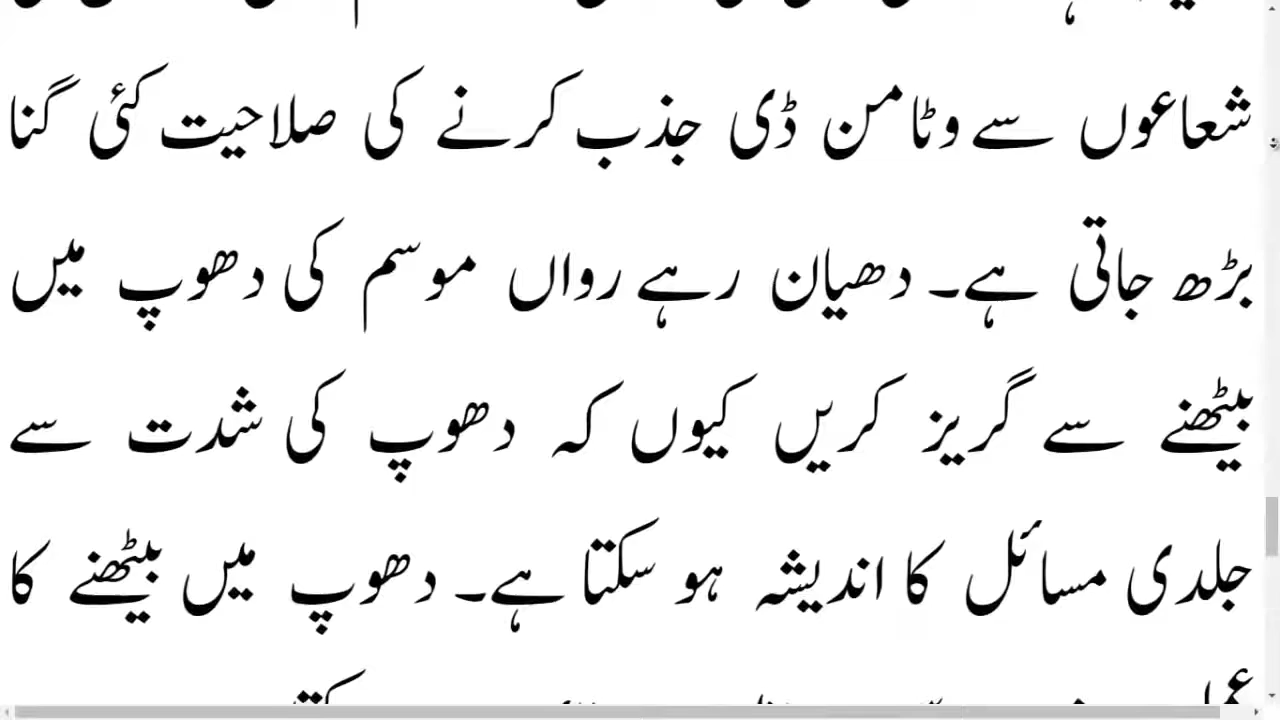 شعاعوں سے وٹامن ڈی جذب کرنے کی صلاحیت کئی گنا
بڑھ جاتی ہے۔ دھیان رہے رواں موسم کی دھوپ میں
بیٹھنے سے گریز کریں کیوں کہ دھوپ کی شدت سے
جلدی مسائل کا اندیشہ ہو سکتا ہے۔ دھوپ میں بیٹھنے کا